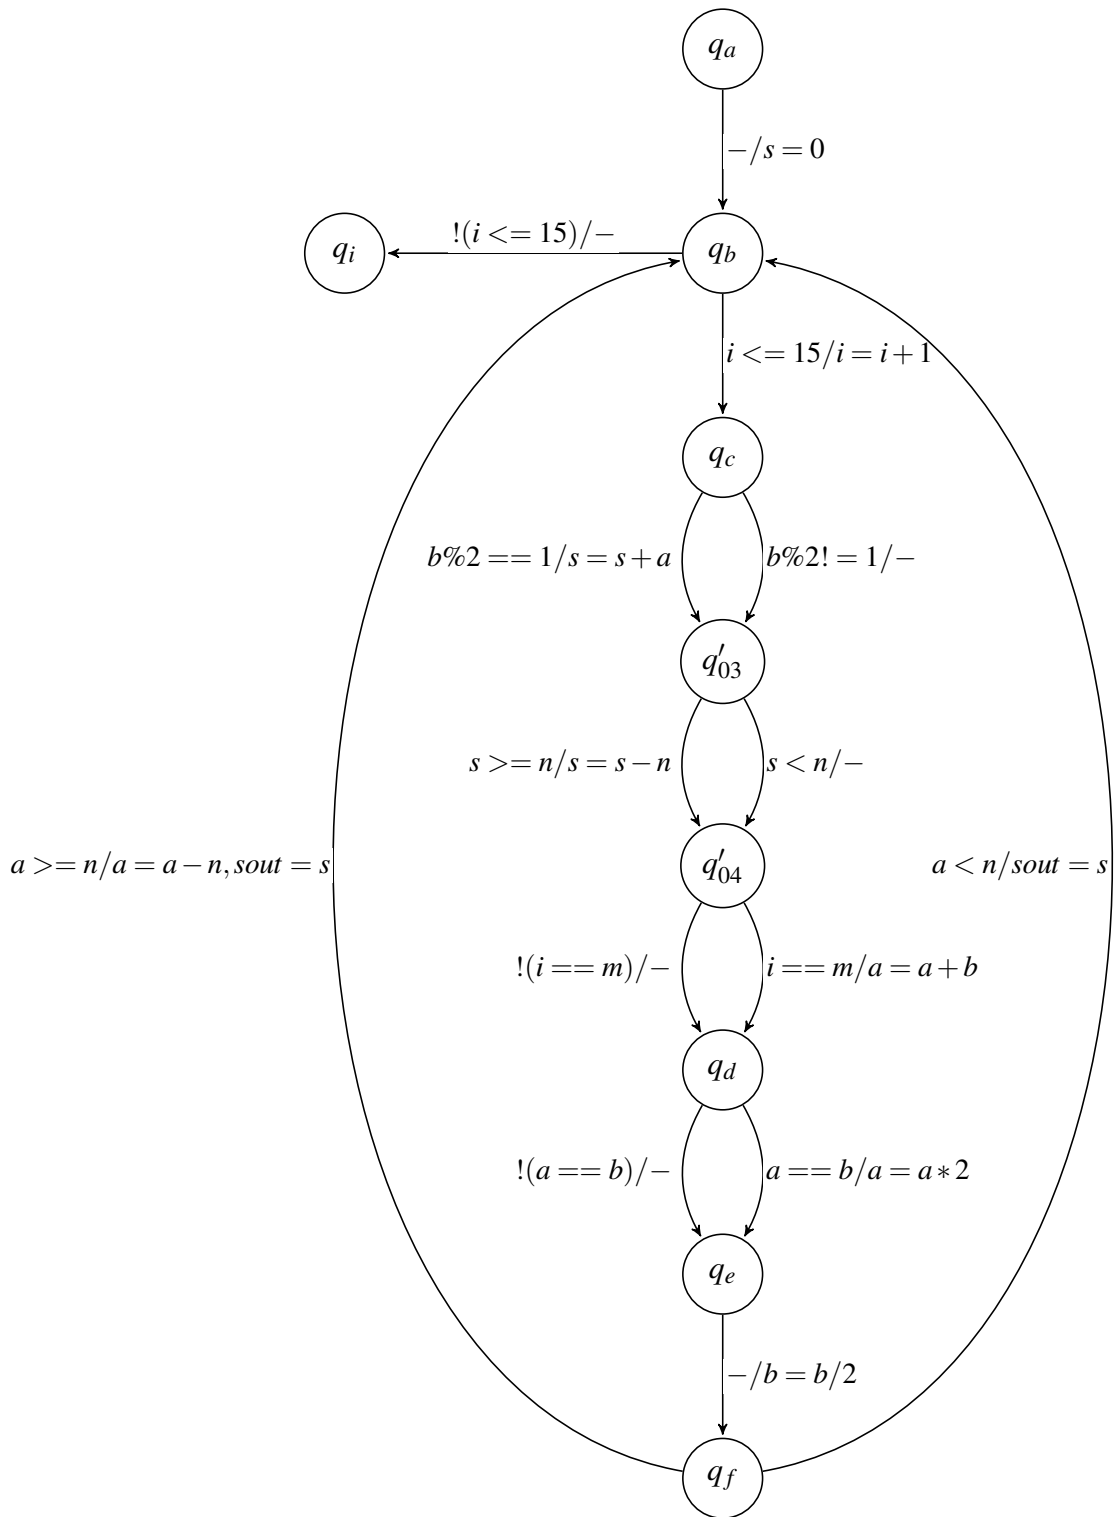 q_a
−/s = 0
!(i <= 15)/−
q_i
q_b
i <= 15/i = i + 1
q_c
b%2 == 1/s = s + a
b%2! = 1/−
q′_03
s >= n/s = s − n
s < n/−
q′_04
a >= n/a = a − n, sout = s
a < n/sout = s
!(i == m)/−
i == m/a = a + b
q_d
!(a == b)/−
a == b/a = a ∗ 2
q_e
−/b = b/2
q_f